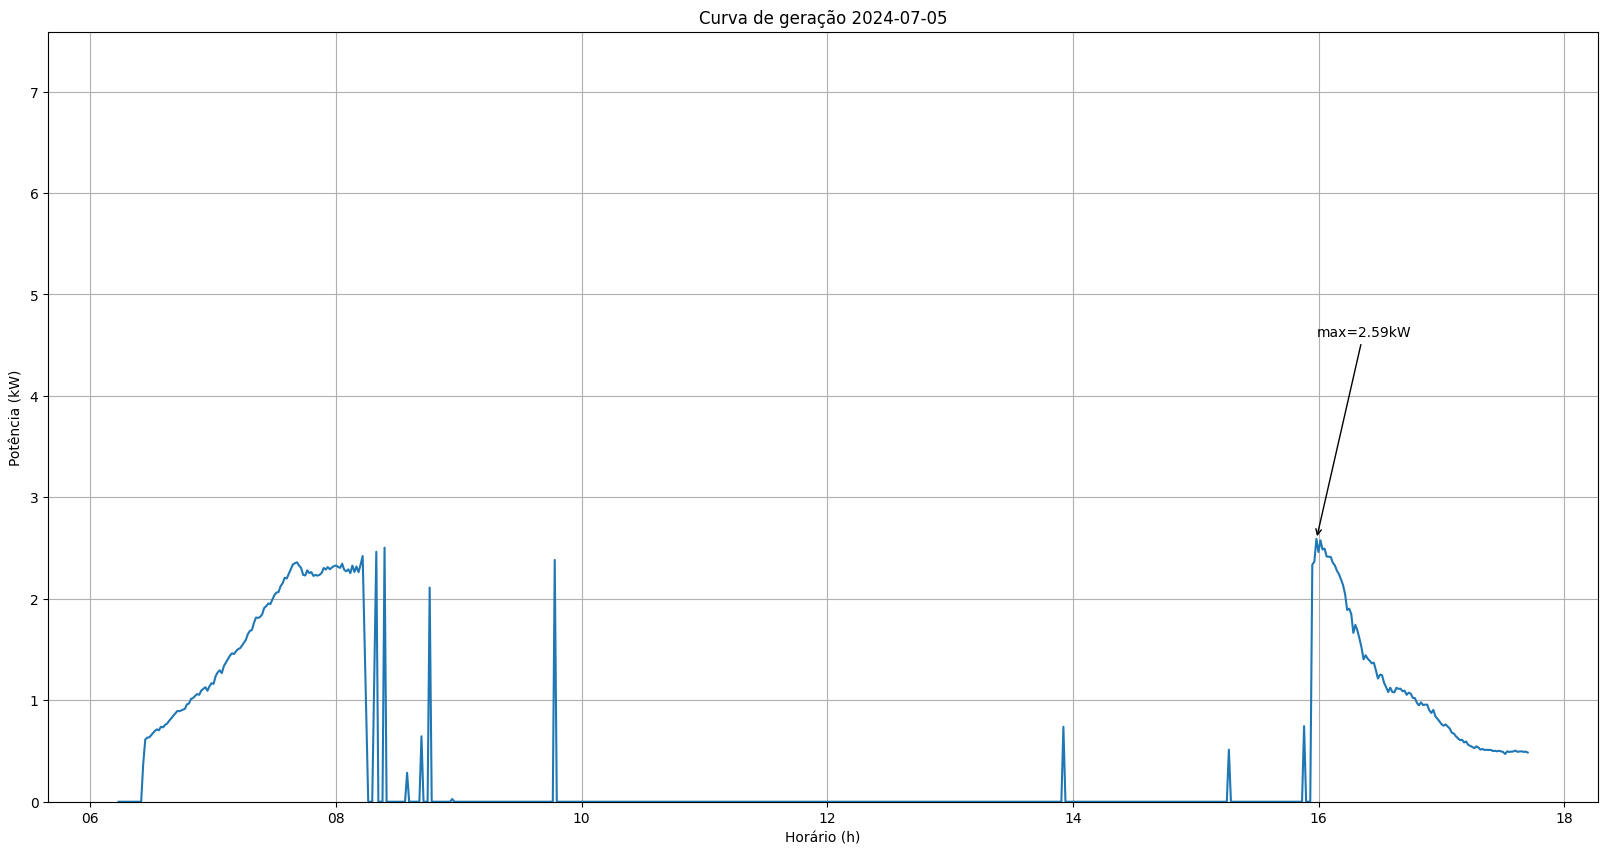 Curva de geração 2024-07-05
Potência (kW)
7
6
5
4
3
2
1
0
max=2.59kW
06 08 10 12 14 16 18
Horário (h)